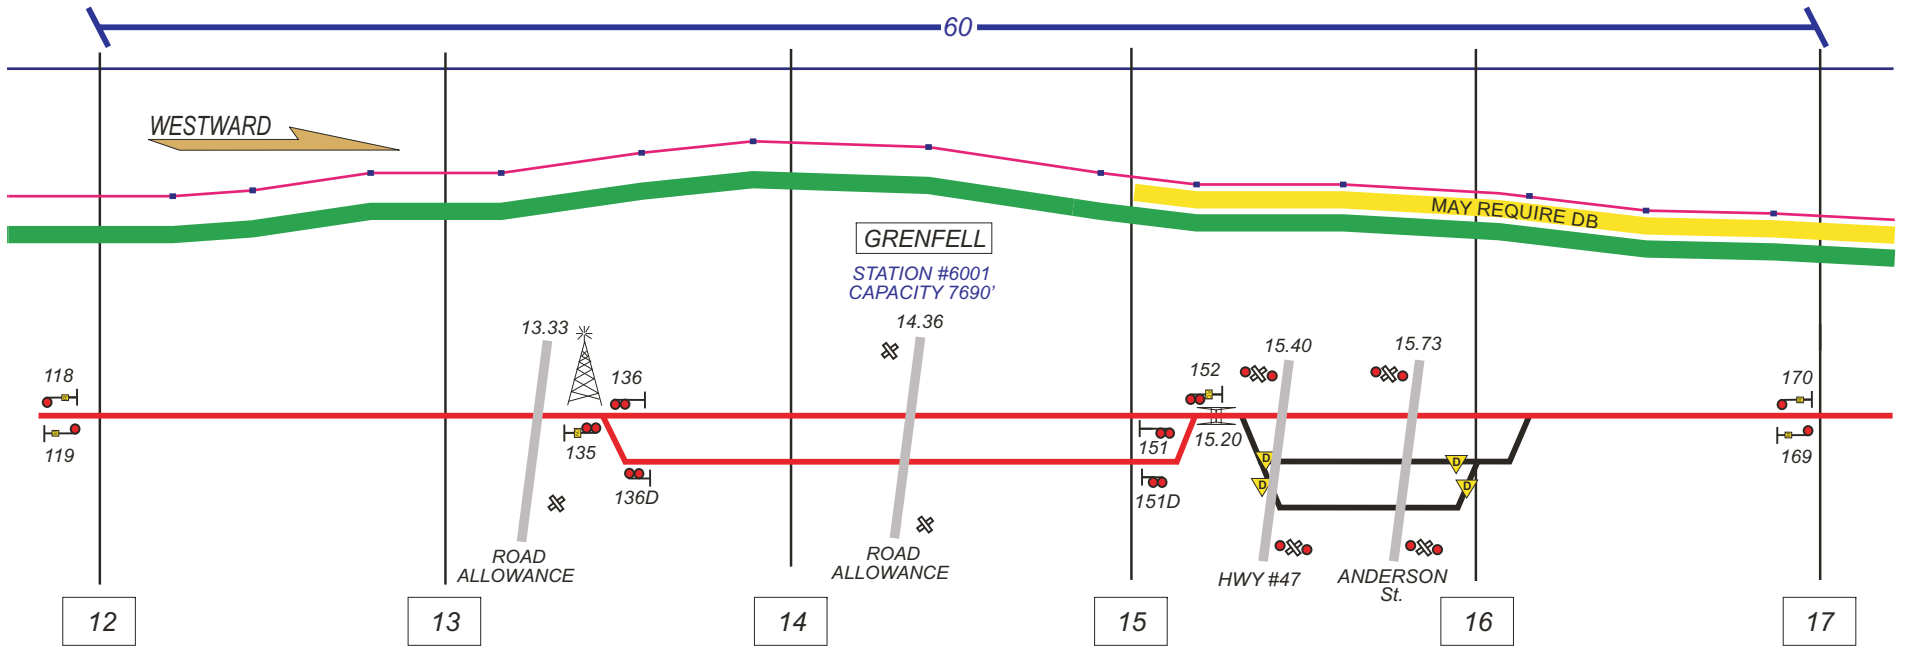 60
WESTWARD
MAY REQUIRE DB
GRENFELL
STATION #6001
CAPACITY 7690'
13.33
14.36
15.40
15.73
118
136
152
170
119
135
151
15.20
169
D
D
D
D
136D
151D
ROAD
ALLOWANCE
ROAD
ALLOWANCE
HWY #47
ANDERSON
St.
12
13
14
15
16
17